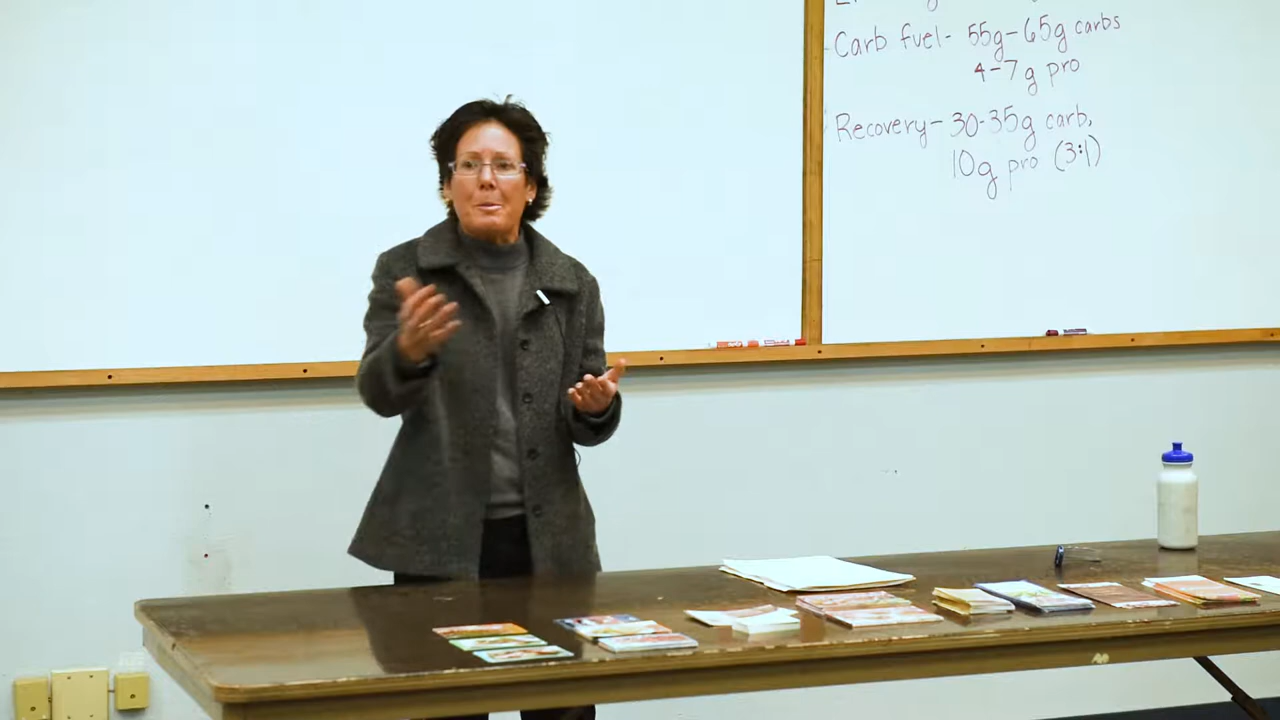 Carb fuel- 55g-65g carbs
4-7g pro
Recovery- 30-35g carb,
10g pro (3:1)